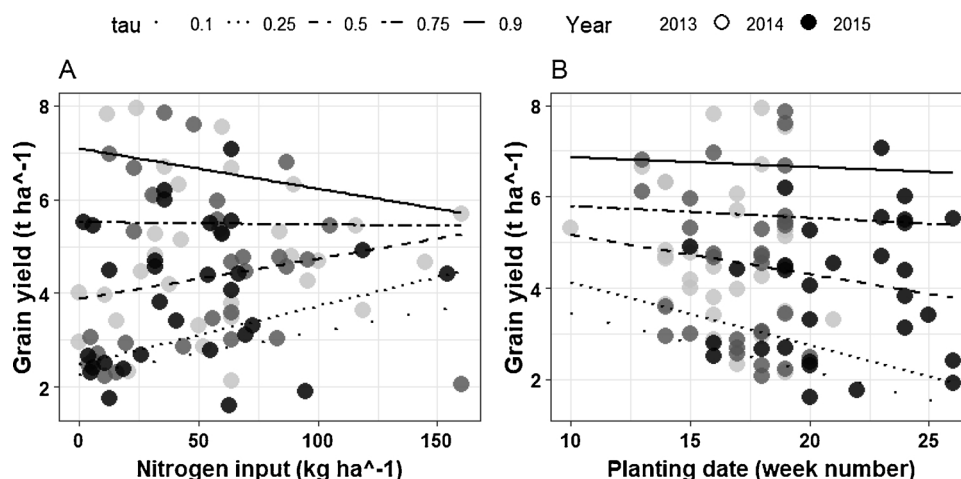 tau 0.1 0.25 0.5 0.75 0.9 Year 2013 2014 2015
A
B
Grain yield (t ha^-1)
8
6
4
2
0 50 100 150
Nitrogen input (kg ha^-1)
Grain yield (t ha^-1)
8
6
4
2
10 15 20 25
Planting date (week number)